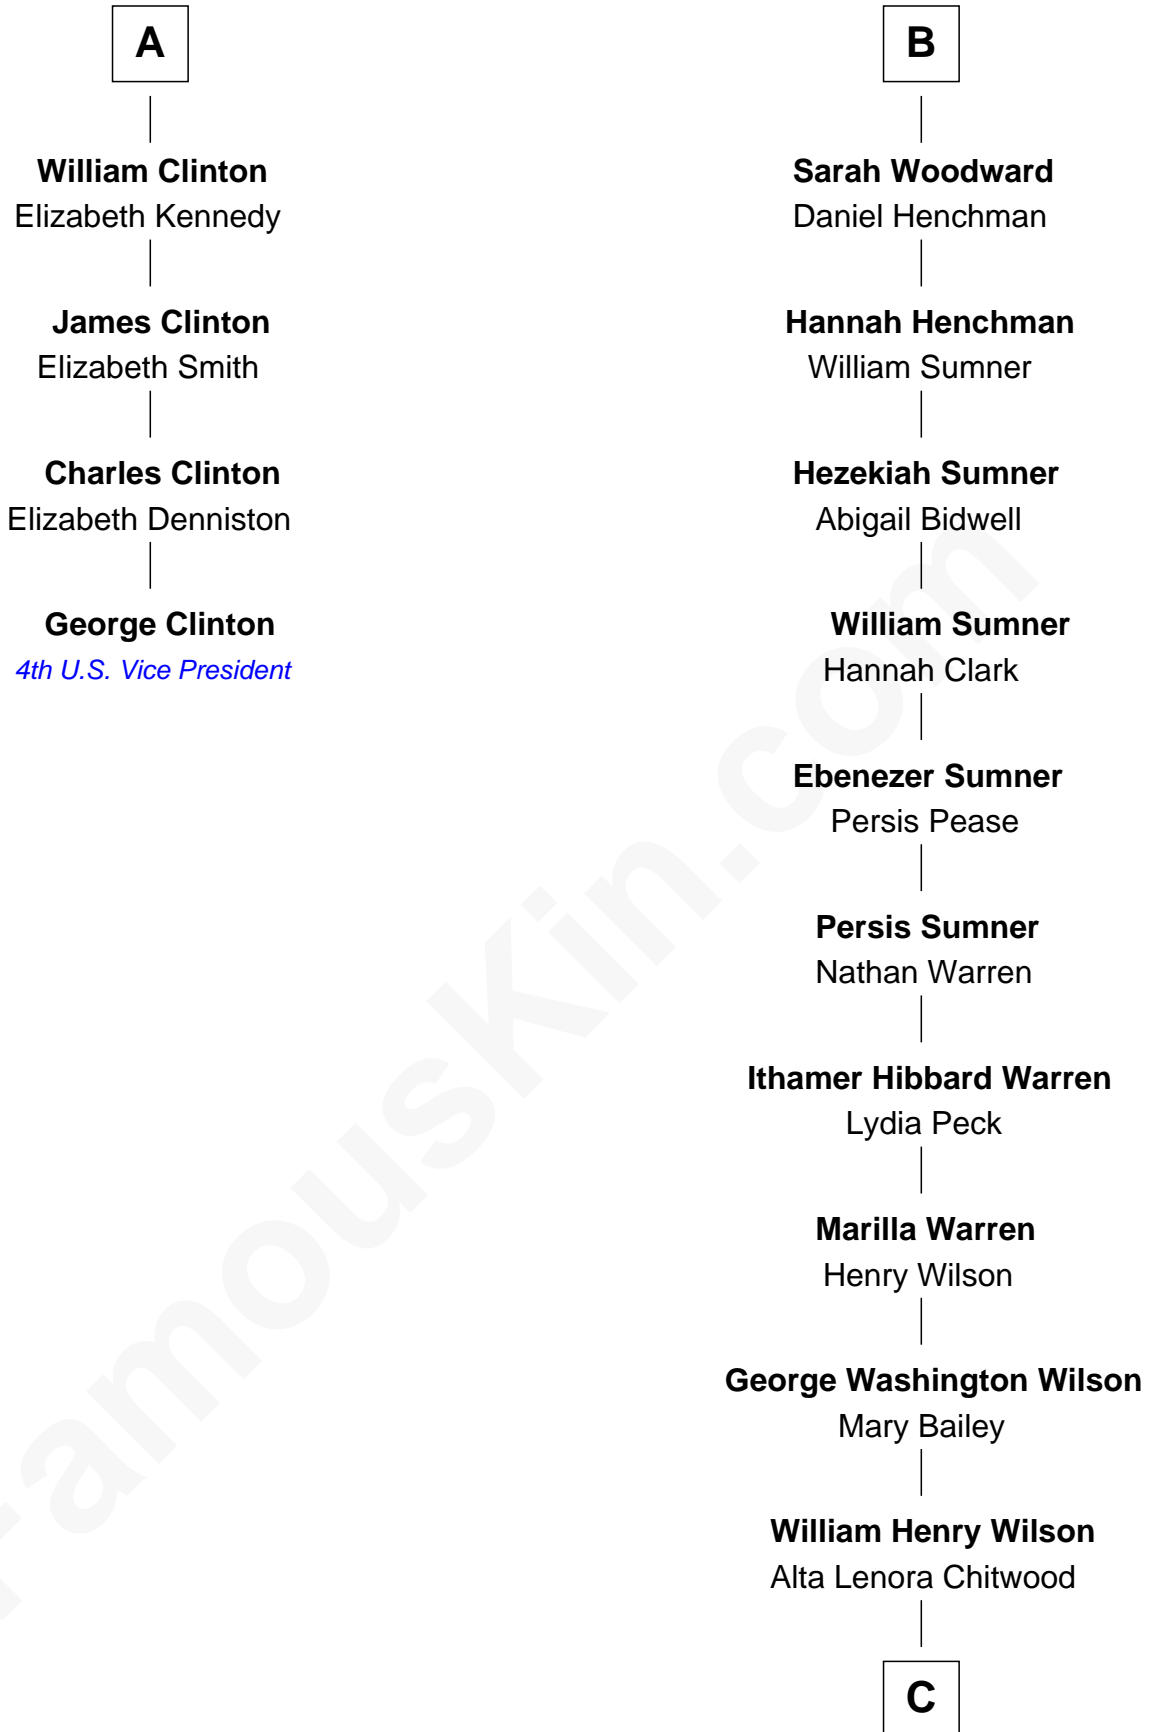 A
William Clinton
Elizabeth Kennedy
James Clinton
Elizabeth Smith
Charles Clinton
Elizabeth Denniston
George Clinton
4th U.S. Vice President
B
Sarah Woodward
Daniel Henchman
Hannah Henchman
William Sumner
Hezekiah Sumner
Abigail Bidwell
William Sumner
Hannah Clark
Ebenezer Sumner
Persis Pease
Persis Sumner
Nathan Warren
Ithamer Hibbard Warren
Lydia Peck
Marilla Warren
Henry Wilson
George Washington Wilson
Mary Bailey
William Henry Wilson
Alta Lenora Chitwood
C
FamousKin.com